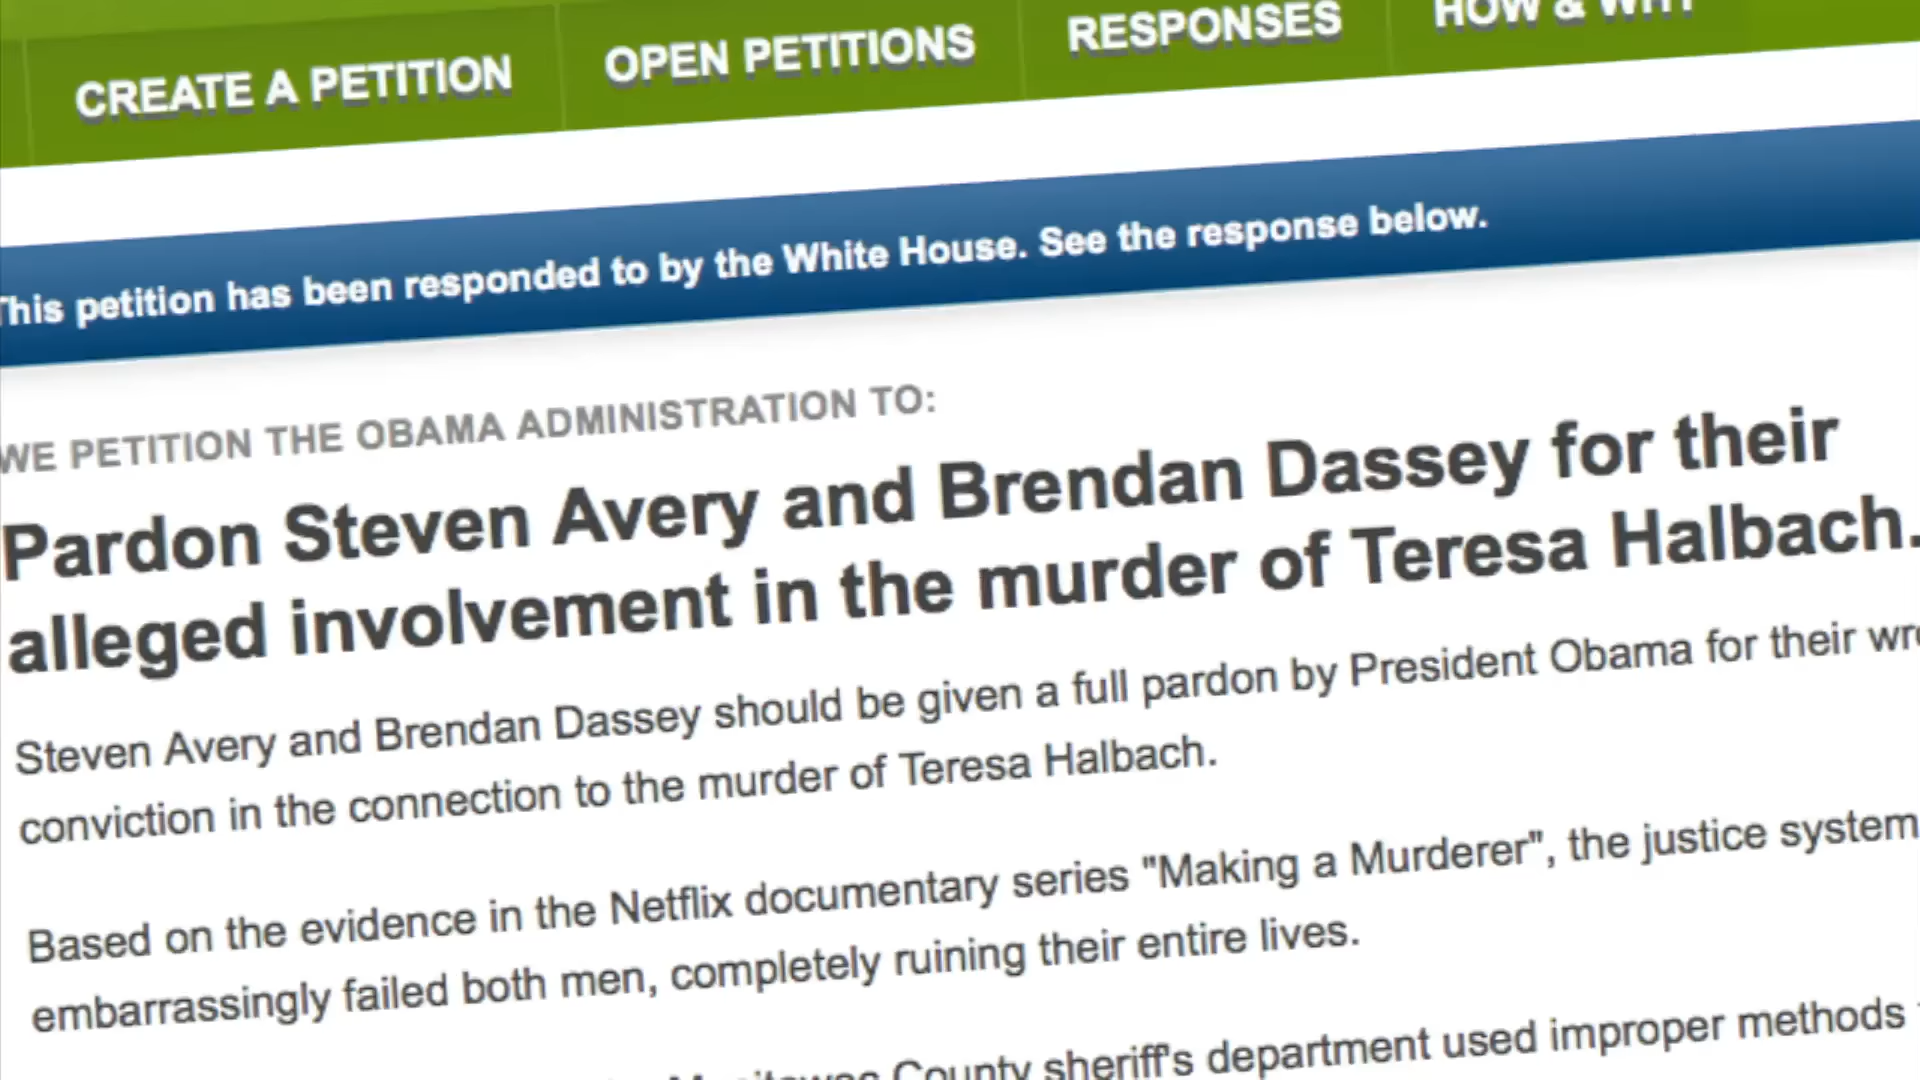 CREATE A PETITION OPEN PETITIONS RESPONSES HOW & WHY
This petition has been responded to by the White House. See the response below.
WE PETITION THE OBAMA ADMINISTRATION TO:
Pardon Steven Avery and Brendan Dassey for their
alleged involvement in the murder of Teresa Halbach.
Steven Avery and Brendan Dassey should be given a full pardon by President Obama for their
conviction in the connection to the murder of Teresa Halbach.
Based on the evidence in the Netflix documentary series "Making a Murderer", the justice system
embarrassingly failed both men, completely ruining their entire lives.
County sheriff's department used improper methods